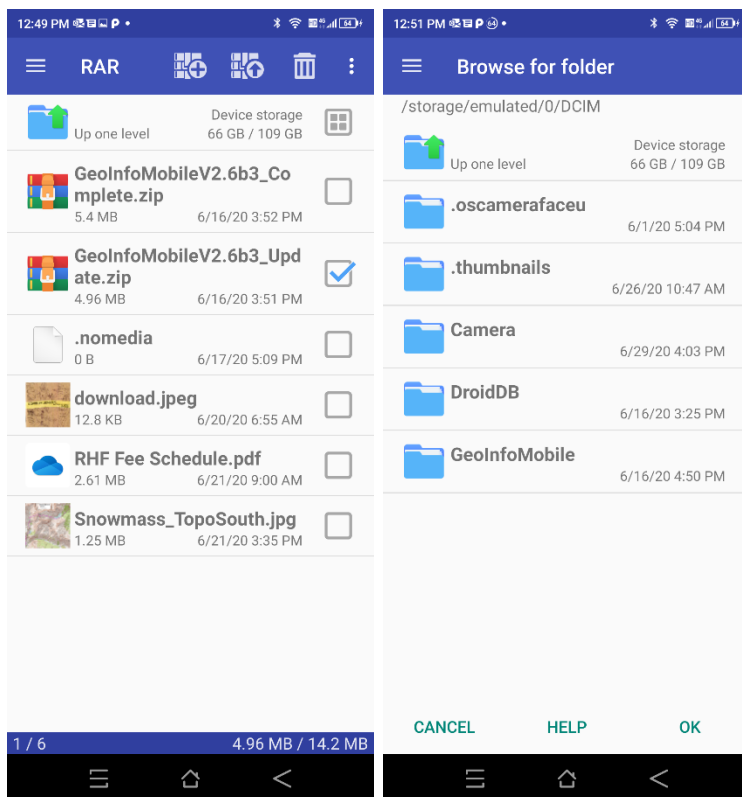 12:49 PM
64
RAR
Up one level
Device storage
66 GB / 109 GB
GeoInfoMobileV2.6b3_Co
mplete.zip
5.4 MB 6/16/20 3:52 PM
GeoInfoMobileV2.6b3_Upd
ate.zip
4.96 MB 6/16/20 3:51 PM
.nomedia
0 B 6/17/20 5:09 PM
download.jpeg
12.8 KB 6/20/20 6:55 AM
RHF Fee Schedule.pdf
2.61 MB 6/21/20 9:00 AM
Snowmass_TopoSouth.jpg
1.25 MB 6/21/20 3:35 PM
1 / 6 4.96 MB / 14.2 MB
12:51 PM
64
64
Browse for folder
/storage/emulated/0/DCIM
Up one level
Device storage
66 GB / 109 GB
.oscamerafaceu
6/1/20 5:04 PM
.thumbnails
6/26/20 10:47 AM
Camera
6/29/20 4:03 PM
DroidDB
6/16/20 3:25 PM
GeoInfoMobile
6/16/20 4:50 PM
CANCEL HELP OK